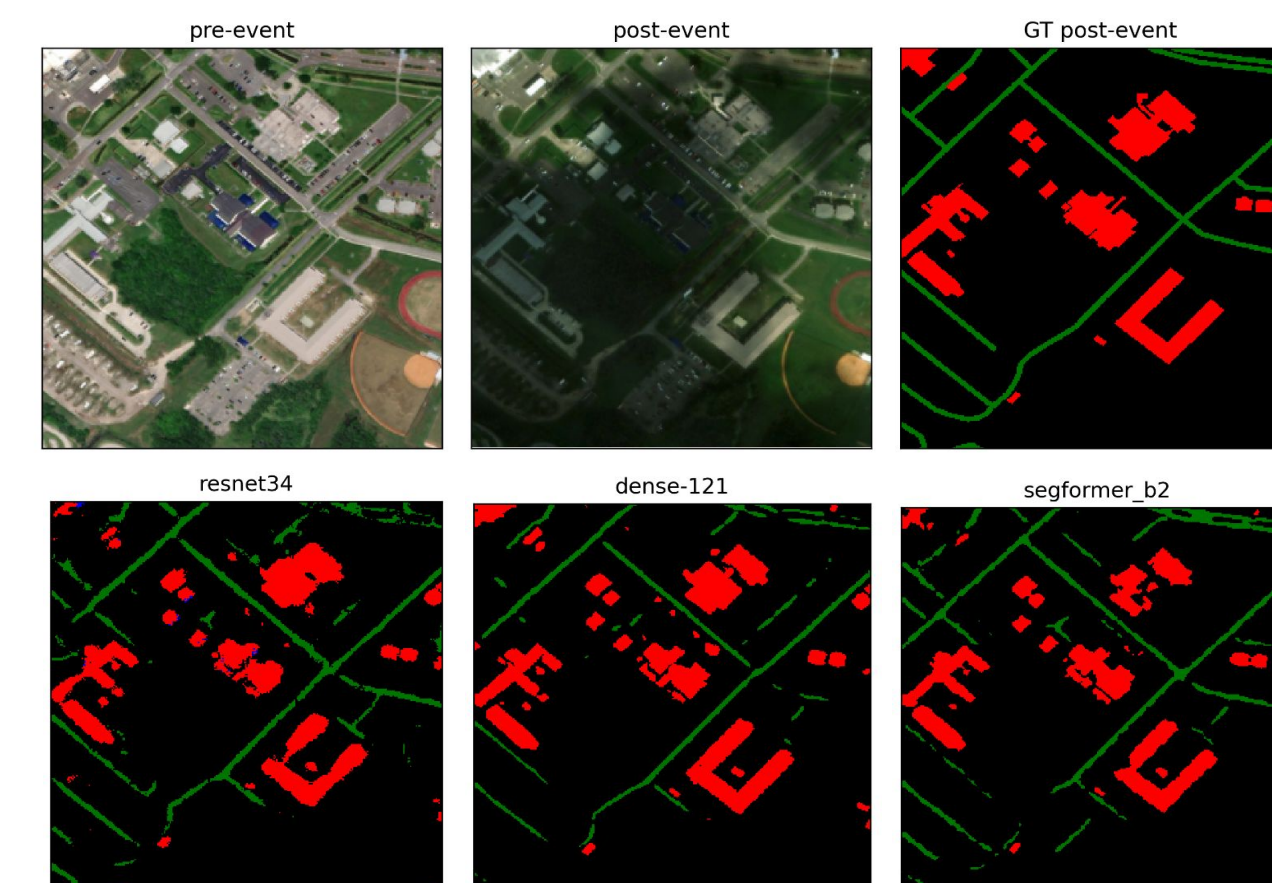 pre-event
post-event
GT post-event
resnet34
dense-121
segformer_b2